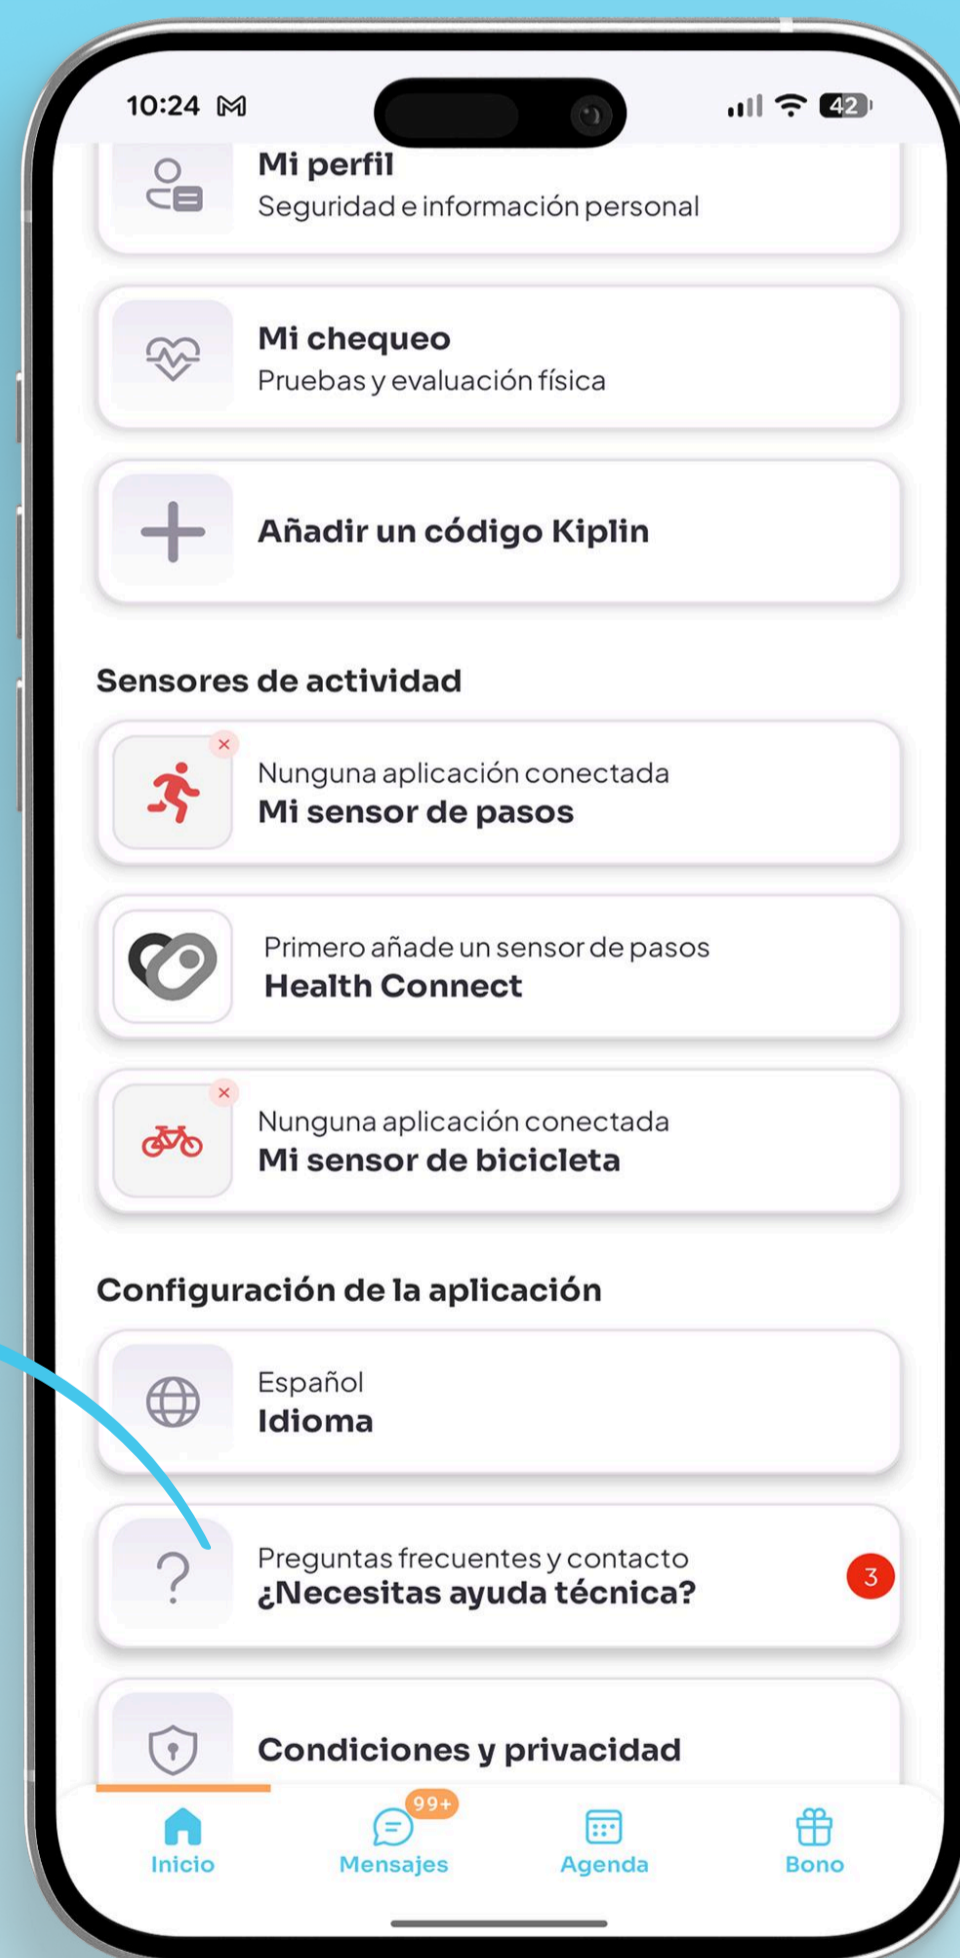 10:24
42
Mi perfil
Seguridad e información personal
Mi chequeo
Pruebas y evaluación física
Añadir un código Kiplin
Sensores de actividad
Nunguna aplicación conectada
Mi sensor de pasos
Primero añade un sensor de pasos
Health Connect
Nunguna aplicación conectada
Mi sensor de bicicleta
Configuración de la aplicación
Español
Idioma
Preguntas frecuentes y contacto
¿Necesitas ayuda técnica?
3
Condiciones y privacidad
99+
Inicio
Mensajes
Agenda
Bono